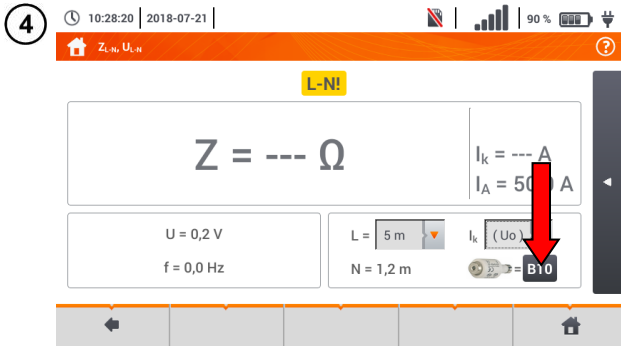 4
10:28:20 2018-07-21 90 %
ZL-N, UL-N ?
L-N!
Z = --- Ω
Ik = --- A
IA = 50,0 A
U = 0,2 V
f = 0,0 Hz
L = 5 m Ik (Uo)
N = 1,2 m = B10